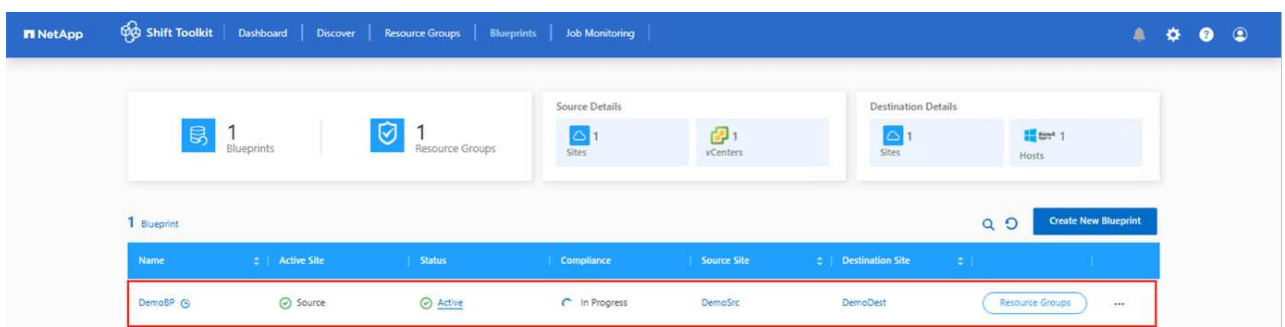 NetApp Shift Toolkit Dashboard Discover Resource Groups Blueprints Job Monitoring
Source Details Destination Details
1 1 1 1 1 1
Blueprints Resource Groups Sites vCenters Sites Hosts
1 Blueprint Create New Blueprint
Name Active Site Status Compliance Source Site Destination Site
DemoBP Source Active In Progress DemoSrc DemoDest Resource Groups ...